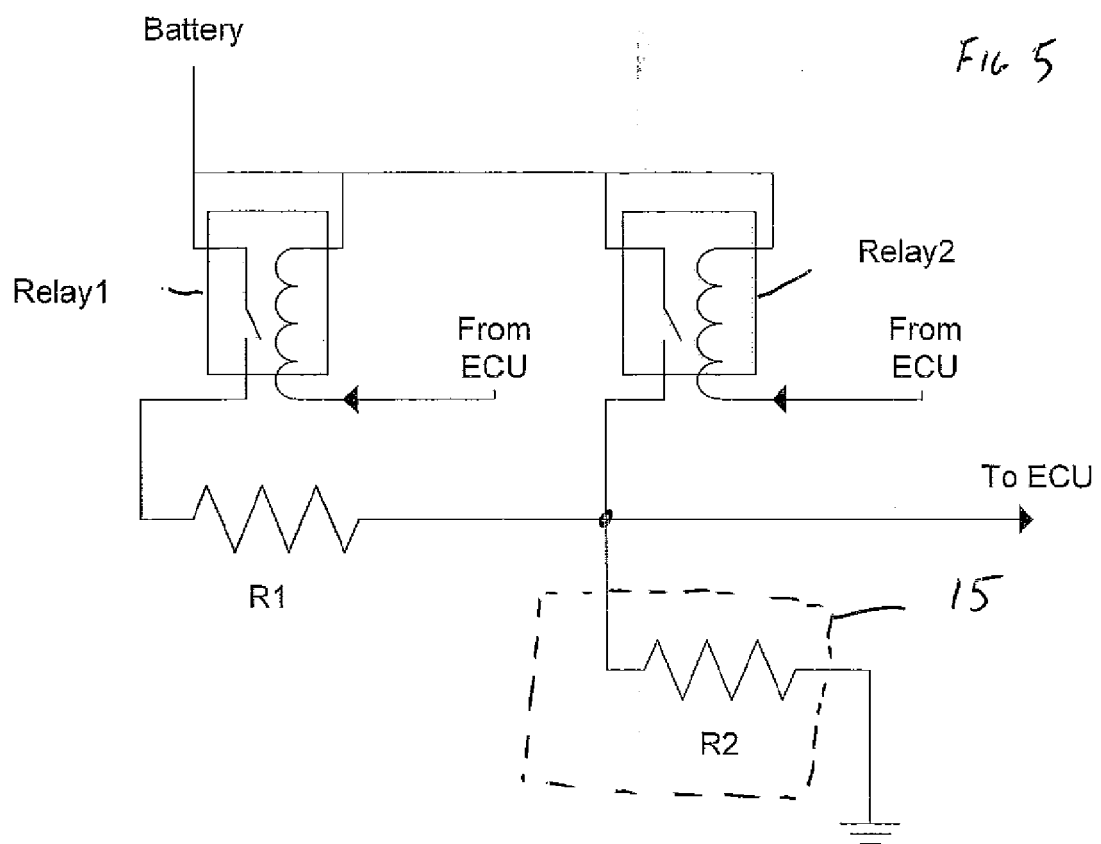 Battery
FIG 5
Relay1
Relay2
From
ECU
From
ECU
To ECU
R1
15
R2